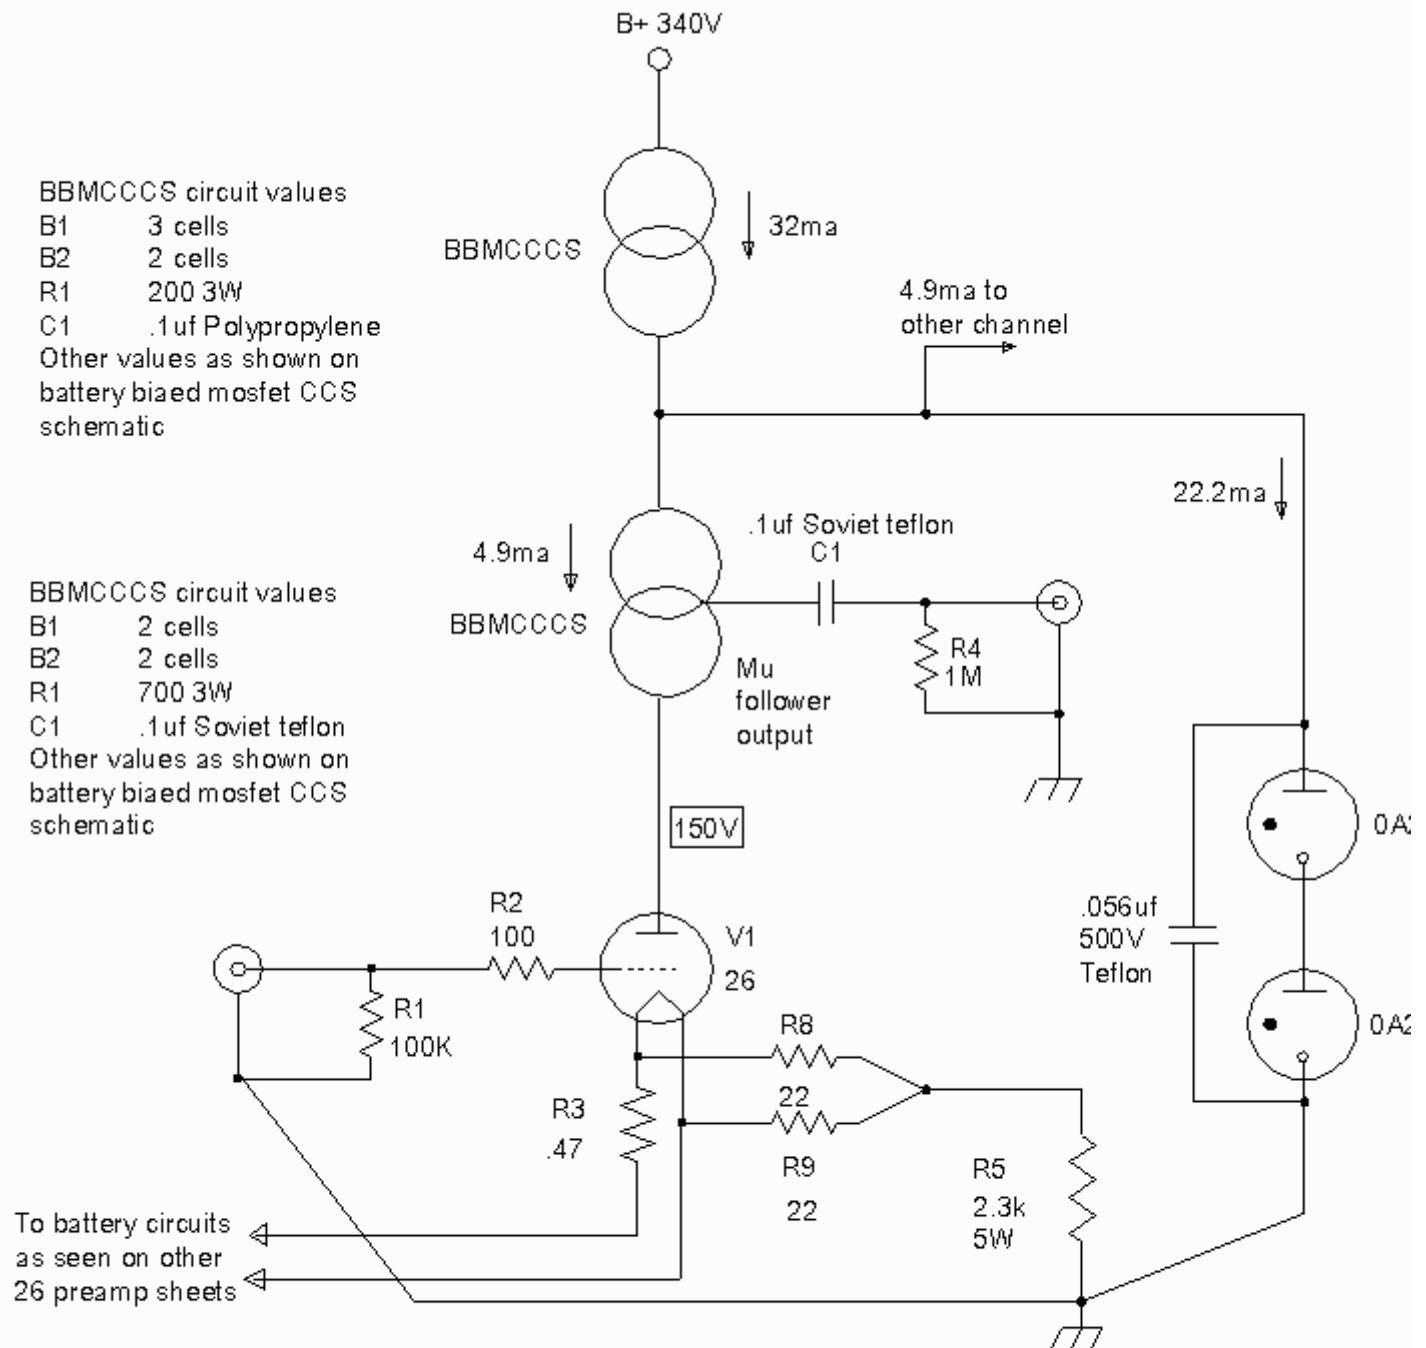 B+ 340V
BBMCCCS circuit values
B1 3 cells
B2 2 cells
R1 200 3W
C1 .1uf Polypropylene
Other values as shown on
battery biaed mosfet CCS
schematic
BBMCCCS
32ma
4.9ma to
other channel
22.2ma
4.9ma
BBMCCCS
.1uf Soviet teflon
C1
R4
1M
Mu
follower
output
BBMCCCS circuit values
B1 2 cells
B2 2 cells
R1 700 3W
C1 .1uf Soviet teflon
Other values as shown on
battery biaed mosfet CCS
schematic
150V
0A2
.056uf
500V
Teflon
0A2
R2
100
V1
26
R1
100K
R8
22
R3
.47
R9
22
R5
2.3k
5W
To battery circuits
as seen on other
26 preamp sheets